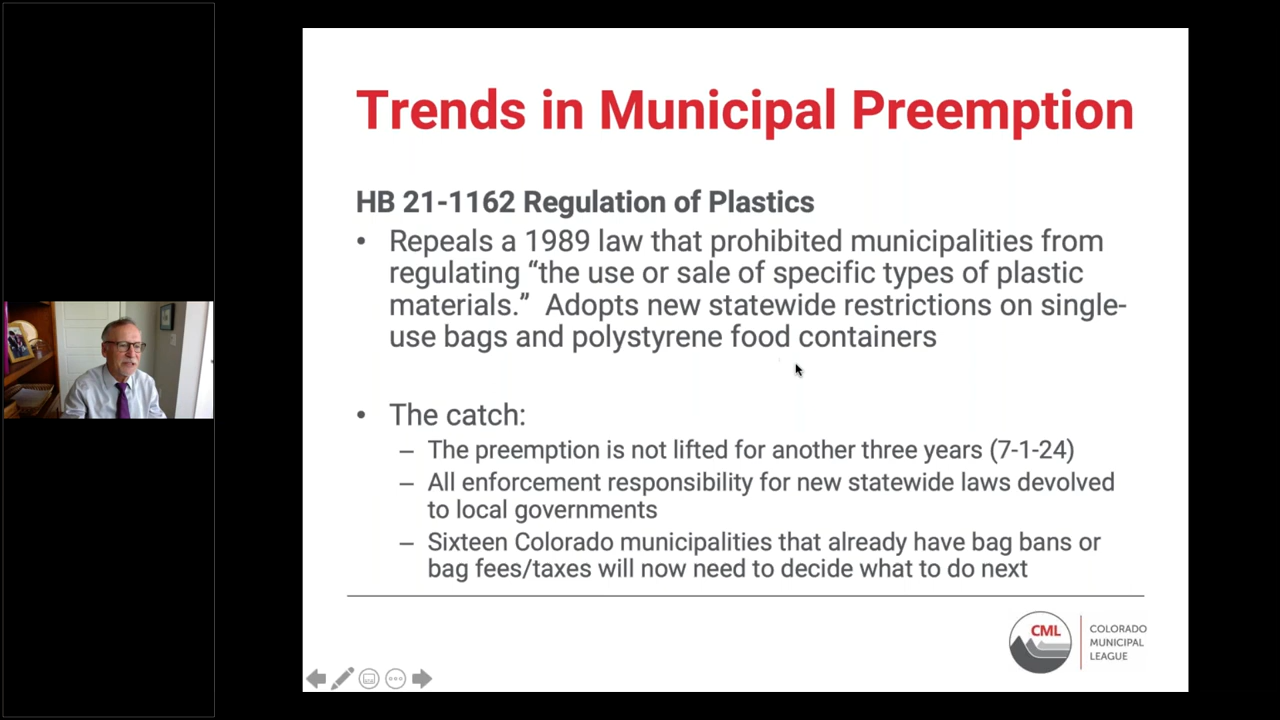 Trends in Municipal Preemption
HB 21-1162 Regulation of Plastics
• Repeals a 1989 law that prohibited municipalities from
regulating “the use or sale of specific types of plastic
materials.” Adopts new statewide restrictions on single-
use bags and polystyrene food containers
• The catch:
– The preemption is not lifted for another three years (7-1-24)
– All enforcement responsibility for new statewide laws devolved
to local governments
– Sixteen Colorado municipalities that already have bag bans or
bag fees/taxes will now need to decide what to do next
CML
COLORADO
MUNICIPAL
LEAGUE